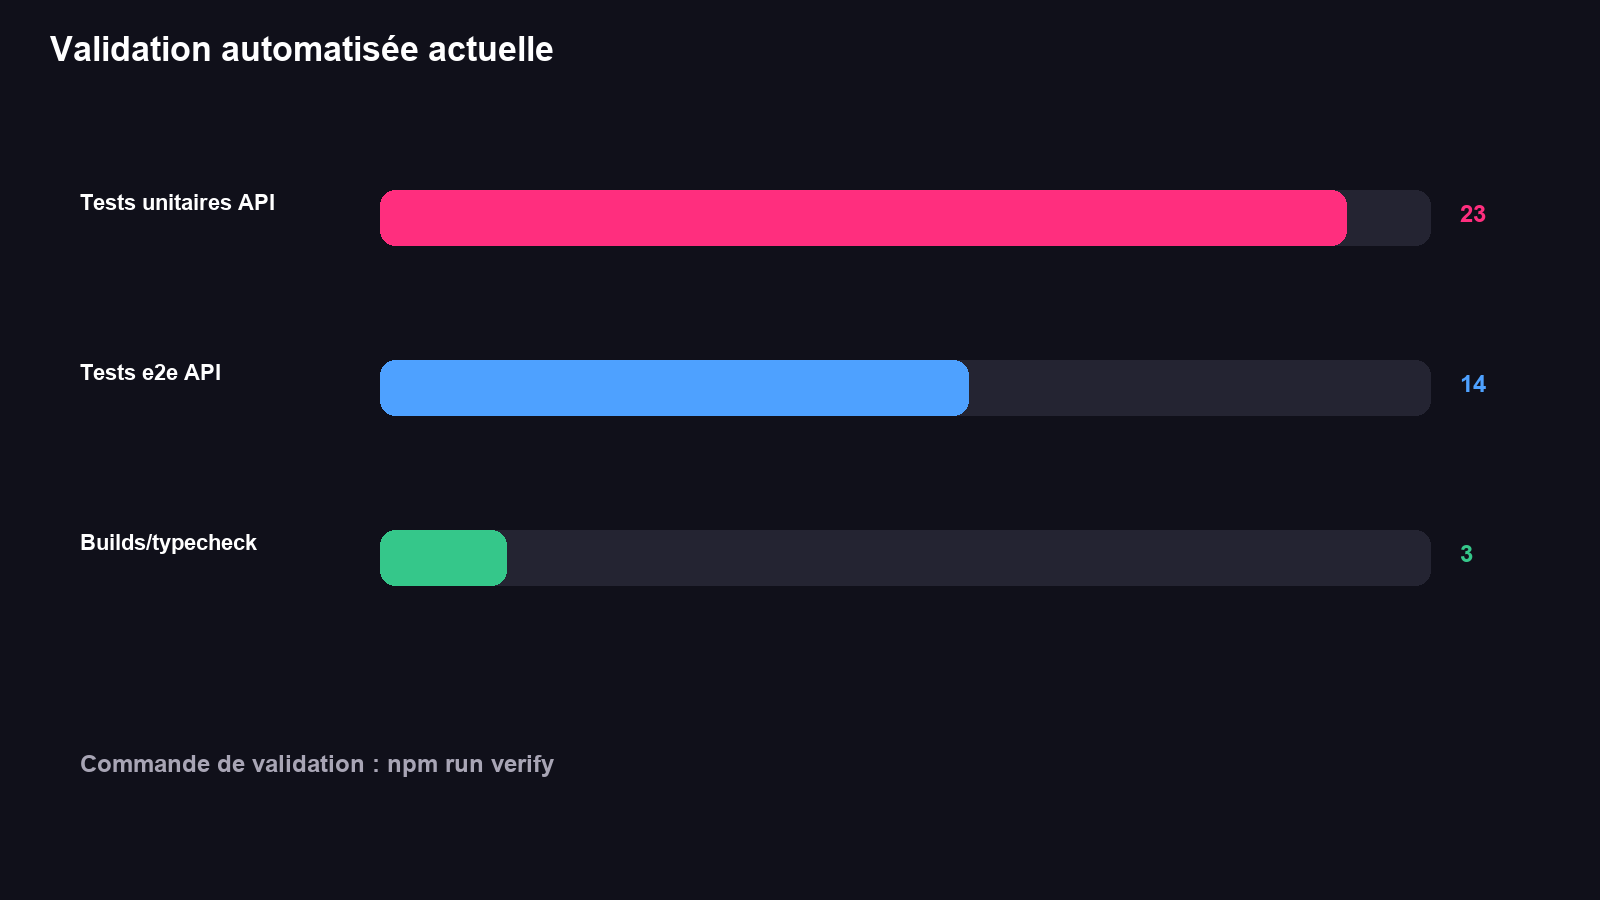 Validation automatisée actuelle
Tests unitaires API
23
Tests e2e API
14
Builds/typecheck
3
Commande de validation : npm run verify